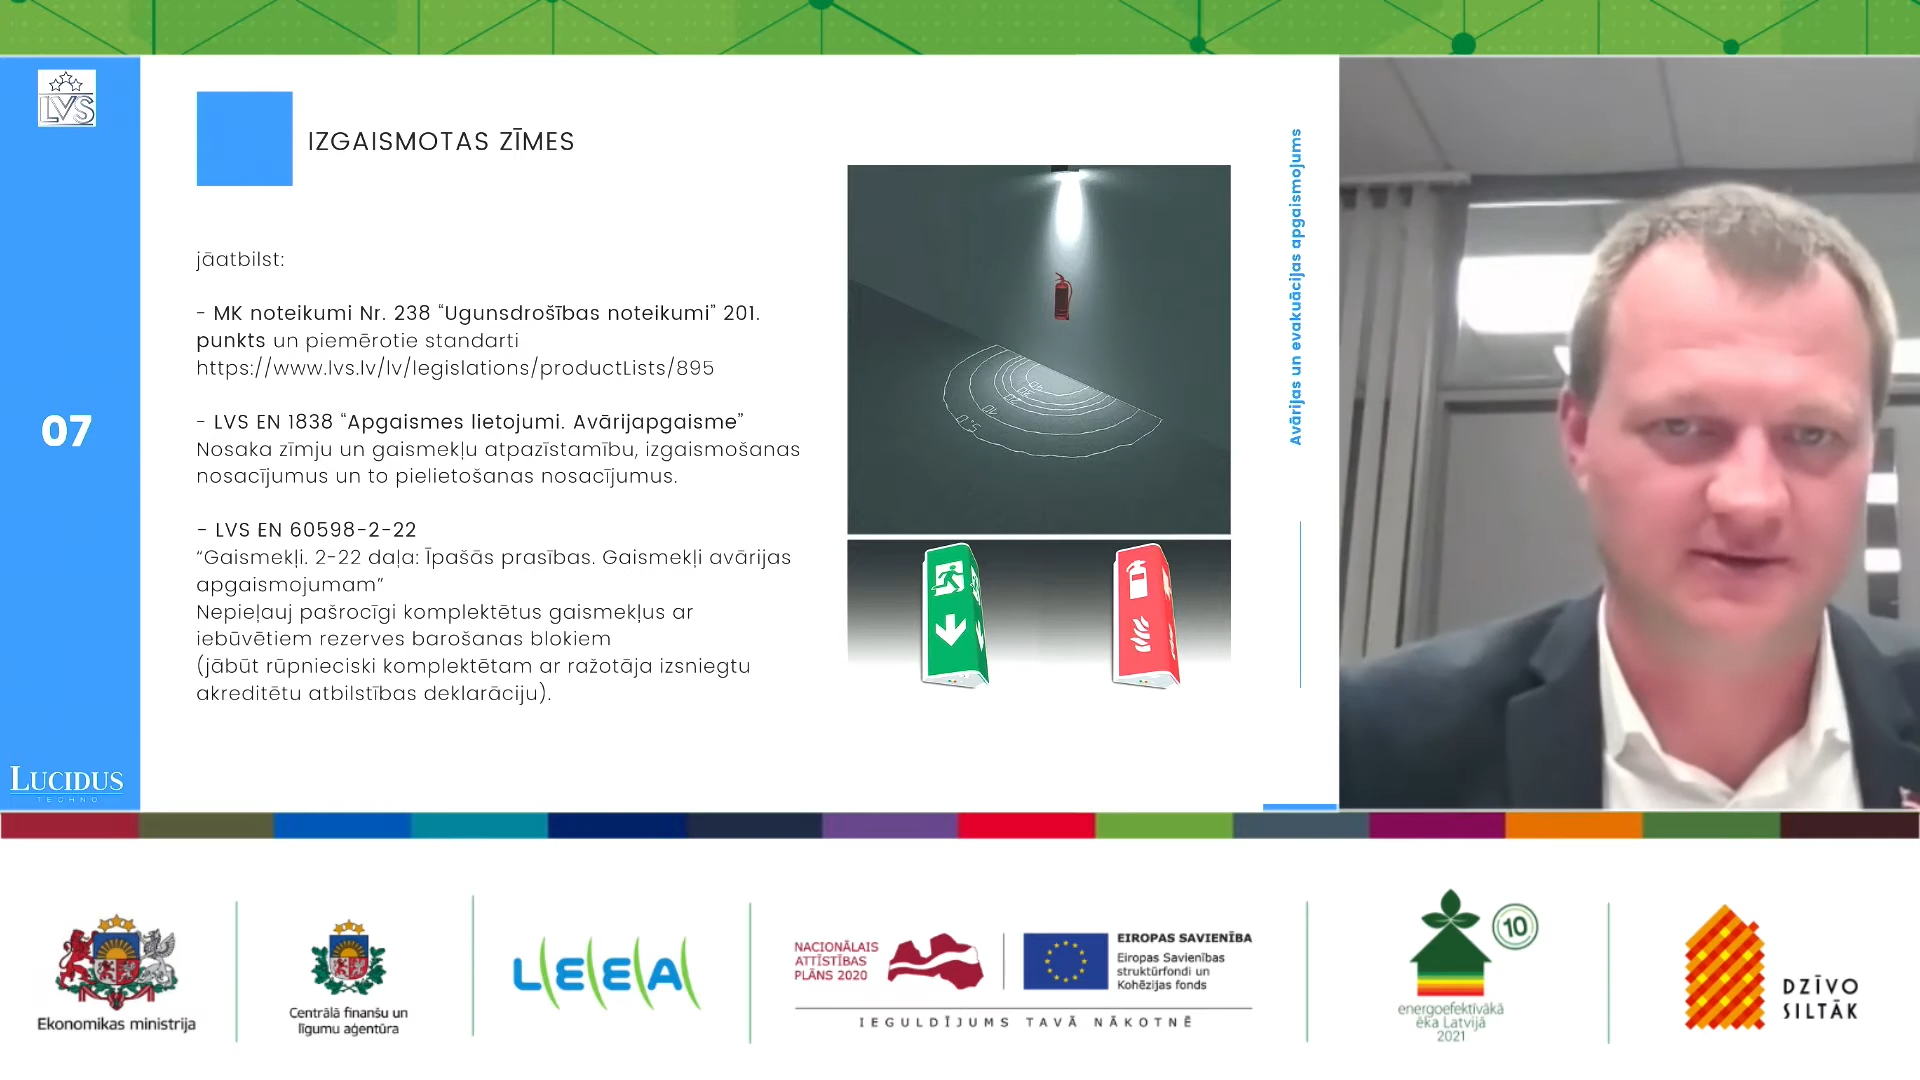 LVS
07
LUCIDUS
TECHNO
IZGAISMOTAS ZĪMES
jāatbilst:
- MK noteikumi Nr. 238 “Ugunsdrošības noteikumi” 201.
punkts un piemērotie standarti
https://www.lvs.lv/lv/legislations/productLists/895
- LVS EN 1838 “Apgaismes lietojumi. Avārijapgaisme”
Nosaka zīmju un gaismekļu atpazīstamību, izgaismošanas
nosacījumus un to pielietošanas nosacījumus.
- LVS EN 60598-2-22
“Gaismekļi. 2-22 daļa: Īpašās prasības. Gaismekļi avārijas
apgaismojumam”
Nepieļauj pašrocīgi komplektētus gaismekļus ar
iebūvētiem rezerves barošanas blokiem
(jābūt rūpnieciski komplektētam ar ražotāja izsniegtu
akreditētu atbilstības deklarāciju).
5.0
10
20
Avārijas un evakuācijas apgaismojums
Ekonomikas ministrija
Centrālā finanšu un
līgumu aģentūra
LEEA
NACIONĀLAIS
ATTĪSTĪBAS
PLĀNS 2020
EIROPAS SAVIENĪBA
Eiropas Savienības
struktūrfondi un
Kohēzijas fonds
IEGULDĪJUMS TAVĀ NĀKOTNĒ
10
energoefektīvākā
ēka Latvijā
2021
DZĪVO
SILTĀK